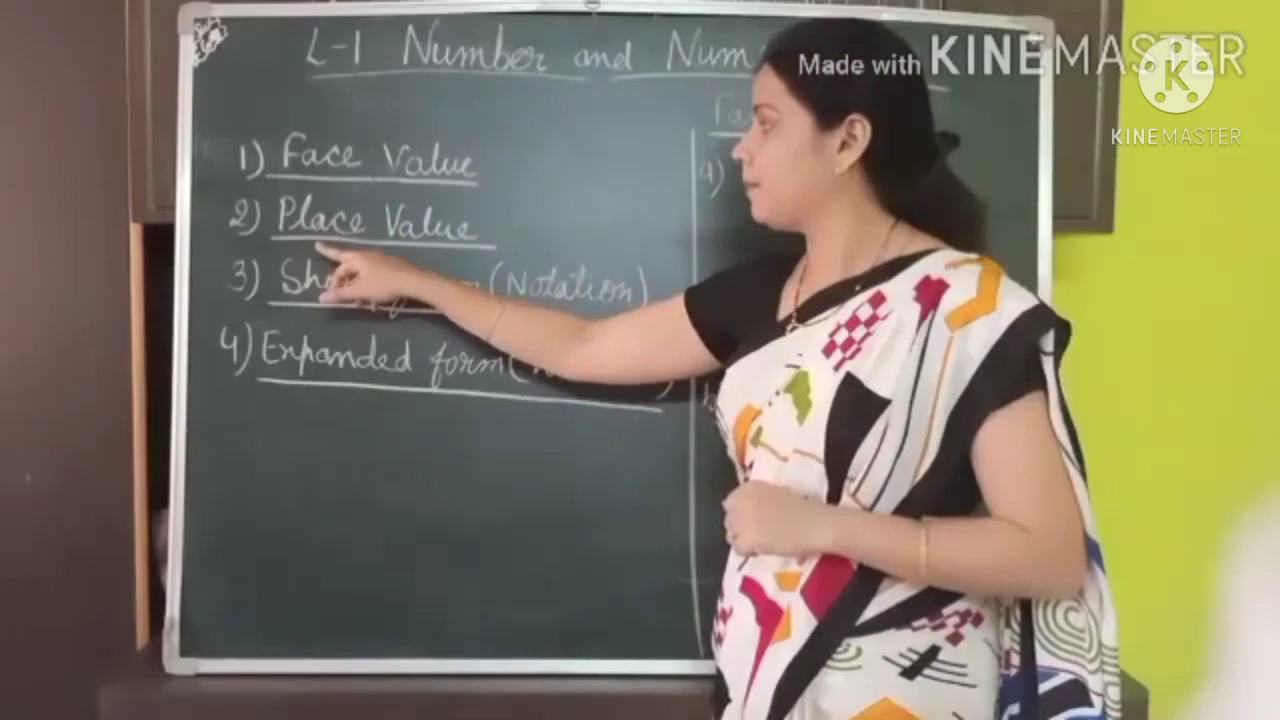 L-1 Number and Num
Made with KINEMASTER
KINEMASTER
1) Face Value
2) Place Value
3) (Notation)
4) Expanded form (
Fa
a)